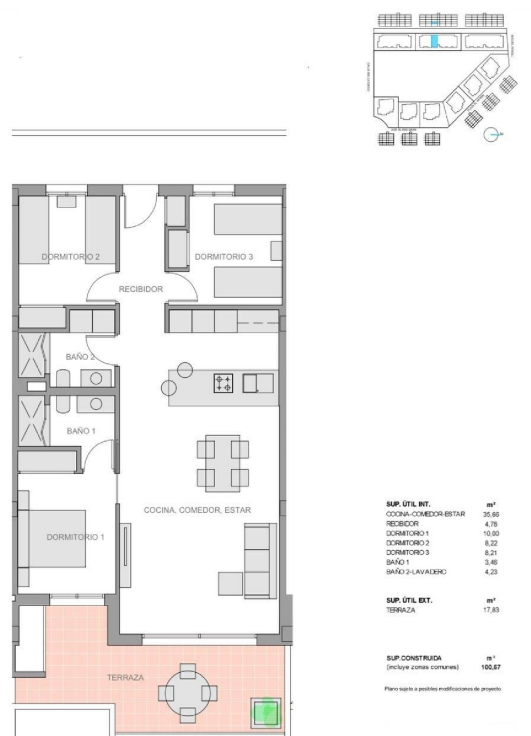 DORMITORIO 2
DORMITORIO 3
RECIBIDOR
BAÑO 2
BAÑO 1
COCINA, COMEDOR, ESTAR
DORMITORIO 1
TERRAZA
SUP. ÚTIL INT. m²
COCINA-COMEDOR-ESTAR 35,66
RECIBIDOR 4,78
DORMITORIO 1 10,00
DORMITORIO 2 8,22
DORMITORIO 3 8,21
BAÑO 1 3,48
BAÑO 2-LAVADERO 4,23
SUP. ÚTIL EXT. m²
TERRAZA 17,83
SUP. CONSTRUIDA m²
(incluye zonas comunes) 100,67
Plano sujeto a posibles modificaciones de proyecto